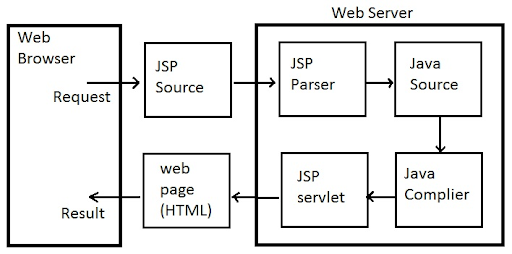 Web Server
Web
Browser
Request
JSP
Source
JSP
Parser
Java
Source
Java
Complier
JSP
servlet
web
page
(HTML)
Result